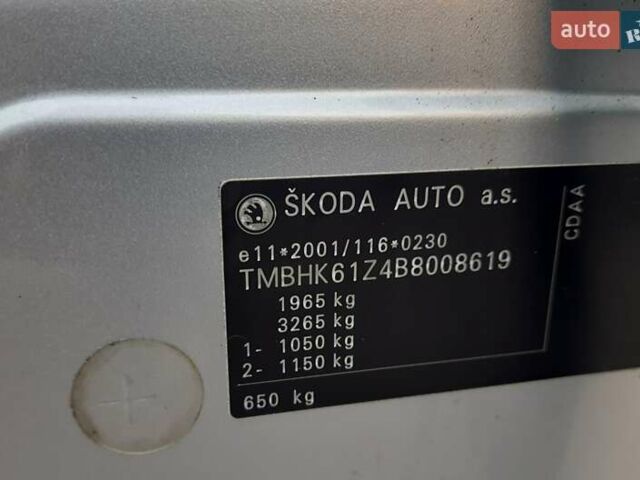 auto
ŠKODA AUTO a.s.
e11*2001/116*0230
TMBHK61Z4B8008619
1965 kg
3265 kg
1- 1050 kg
2- 1150 kg
650 kg
CDAA